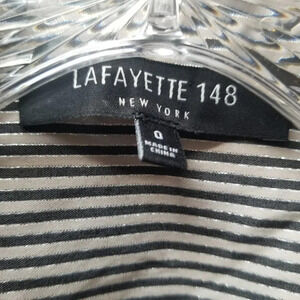 LAFAYETTE 148
NEW YORK
0
MADE IN
CHINA